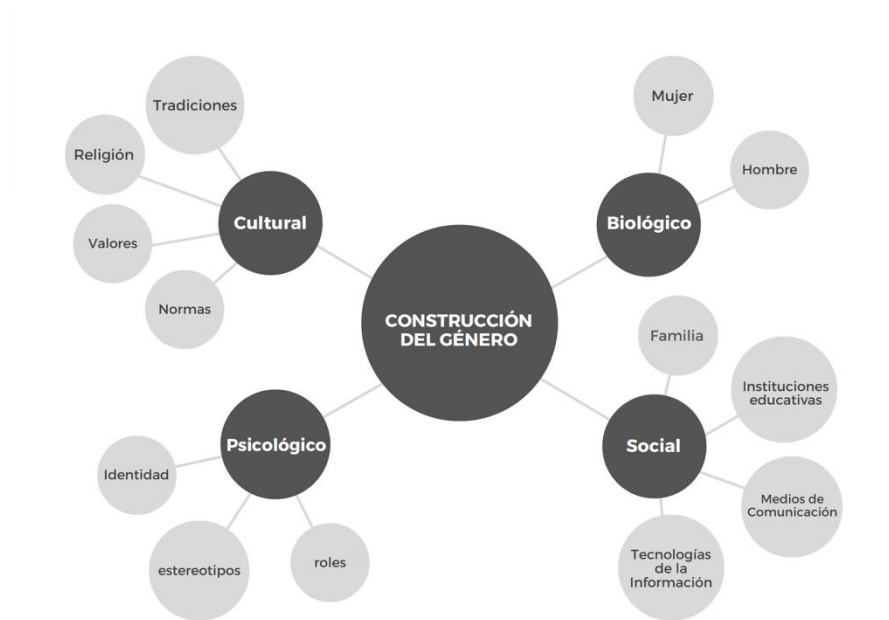 CONSTRUCCIÓN
DEL GÉNERO
Cultural
Tradiciones
Religión
Valores
Normas
Biológico
Mujer
Hombre
Psicológico
Identidad
estereotipos
roles
Social
Familia
Instituciones
educativas
Medios de
Comunicación
Tecnologías
de la
Información